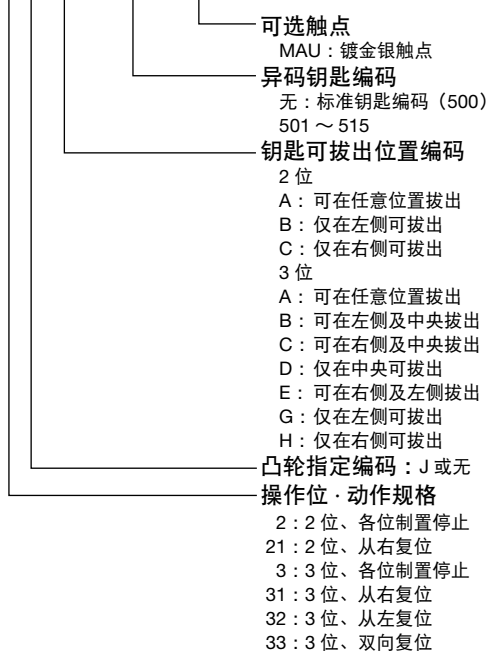 可选触点
MAU：镀金银触点
异码钥匙编码
无：标准钥匙编码（500）
501～515
钥匙可拔出位置编码
2 位
A：可在任意位置拔出
B：仅在左侧可拔出
C：仅在右侧可拔出
3 位
A：可在任意位置拔出
B：可在左侧及中央拔出
C：可在右侧及中央拔出
D：仅在中央可拔出
E：可在右侧及左侧拔出
G：仅在左侧可拔出
H：仅在右侧可拔出
凸轮指定编码：J 或无
操作位 · 动作规格
2：2 位、各位制置停止
21：2 位、从右复位
3：3 位、各位制置停止
31：3 位、从右复位
32：3 位、从左复位
33：3 位、双向复位